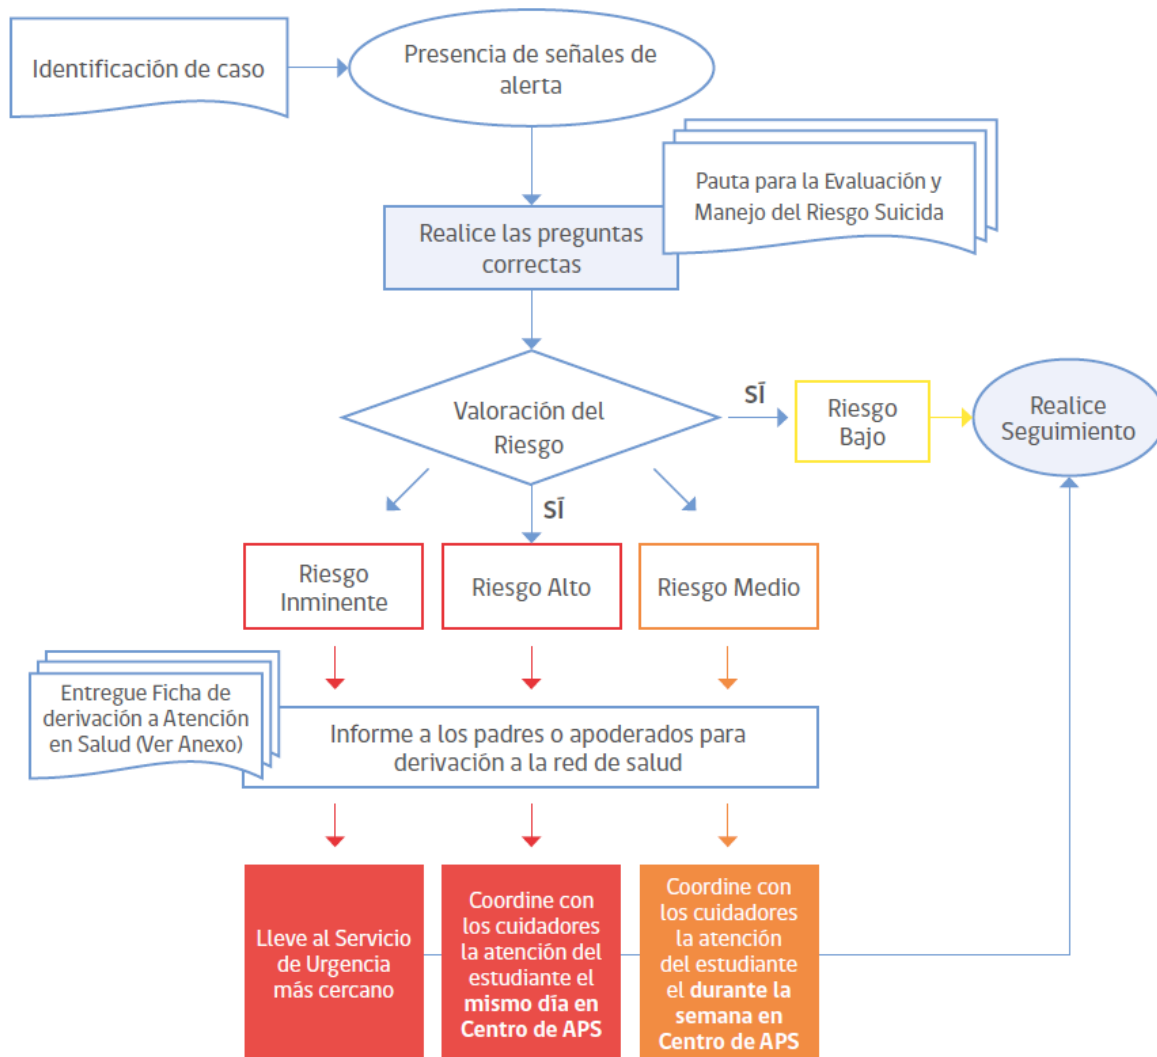 Identificación de caso
Presencia de señales de
alerta
Pauta para la Evaluación y
Manejo del Riesgo Suicida
Realice las preguntas
correctas
Valoración del
Riesgo
SÍ
Riesgo
Bajo
Realice
Seguimiento
SÍ
Riesgo
Inminente
Riesgo Alto
Riesgo Medio
Entregue Ficha de
derivación a Atención
en Salud (Ver Anexo)
Informe a los padres o apoderados para
derivación a la red de salud
Lleve al Servicio
de Urgencia
más cercano
Coordine con
los cuidadores
la atención del
estudiante el
mismo día en
Centro de APS
Coordine con
los cuidadores
la atención
del estudiante
el durante la
semana en
Centro de APS